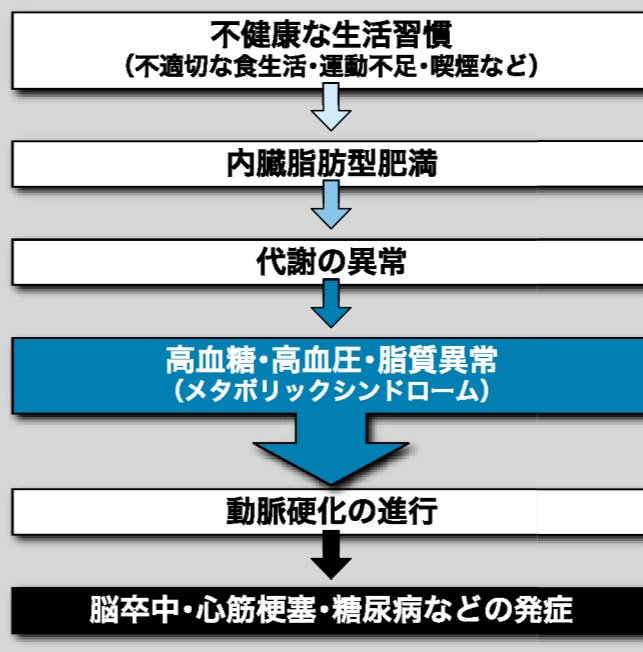 不健康な生活習慣
（不適切な食生活・運動不足・喫煙など）
内臓脂肪型肥満
代謝の異常
高血糖・高血圧・脂質異常
（メタボリックシンドローム）
動脈硬化の進行
脳卒中・心筋梗塞・糖尿病などの発症